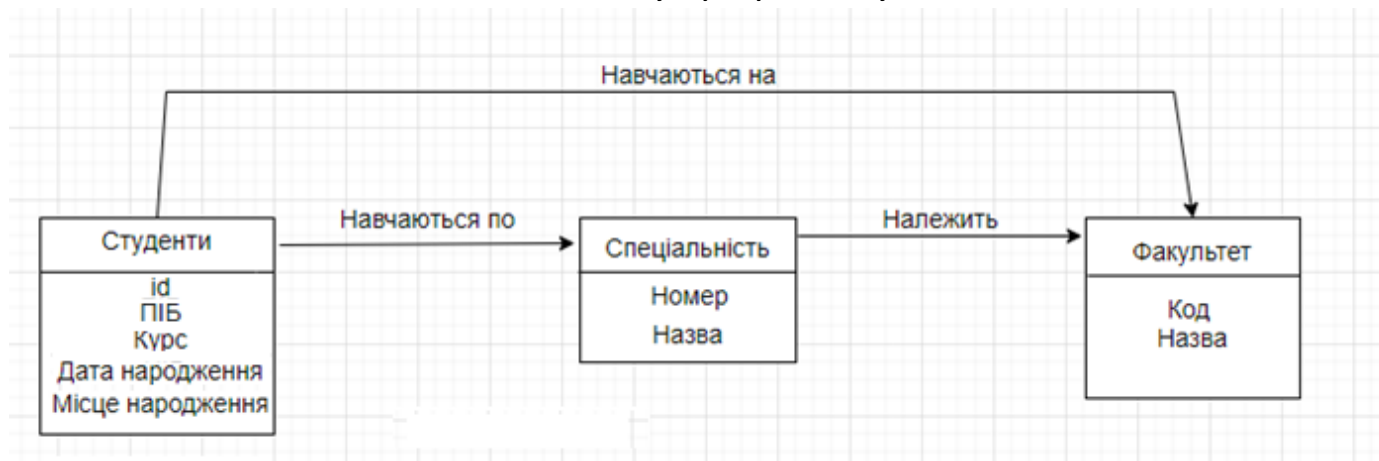 Навчаються на
Навчаються по
Належить
Студенти
id
ПІБ
Курс
Дата народження
Місце народження
Спеціальність
Номер
Назва
Факультет
Код
Назва